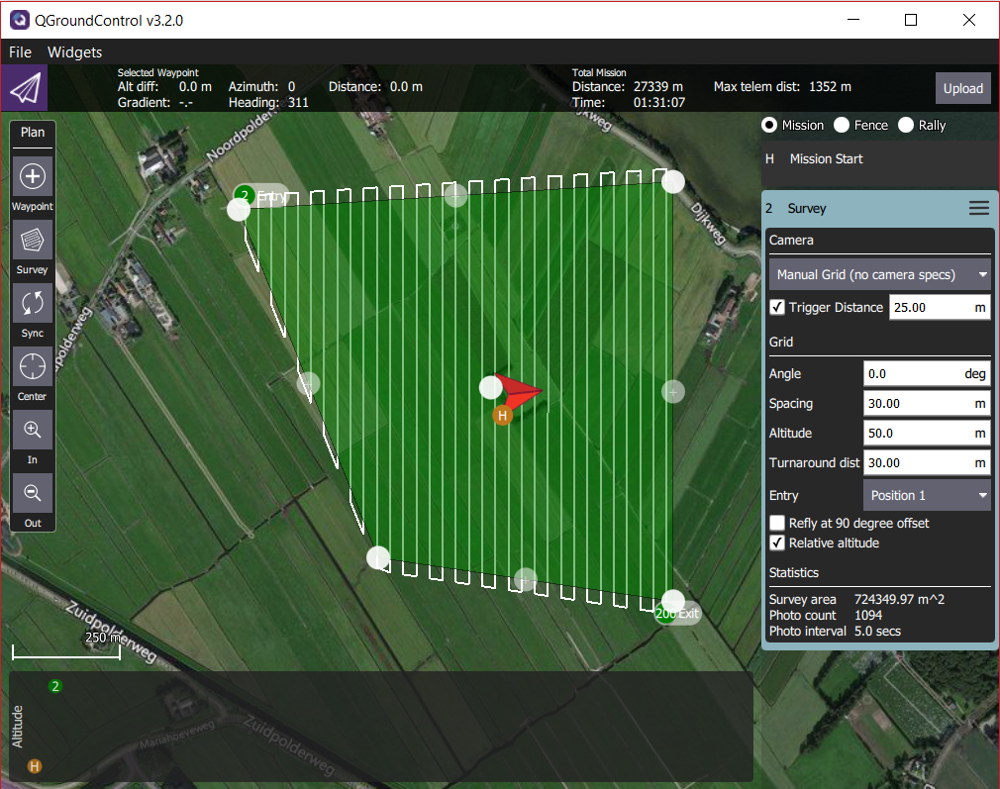 QGroundControl v3.2.0
File Widgets
Selected Waypoint
Alt diff: 0.0 m Azimuth: 0 Distance: 0.0 m
Gradient: -.- Heading: 311
Total Mission
Distance: 27339 m Max telem dist: 1352 m
Time: 01:31:07
Upload
Plan
Waypoint
Survey
Sync
Center
In
Out
Mission Fence Rally
H Mission Start
2 Survey
Camera
Manual Grid (no camera specs)
Trigger Distance 25.00 m
Grid
Angle 0.0 deg
Spacing 30.00 m
Altitude 50.0 m
Turnaround dist 30.00 m
Entry Position 1
Refly at 90 degree offset
Relative altitude
Statistics
Survey area 724349.97 m^2
Photo count 1094
Photo interval 5.0 secs
Noordpolderweg
Dijkweg
2 Entry
Dijkweg
polderweg
H
200 Exit
Zuidpolderweg
250 m
2
Altitude
H
Mariahoeveweg
Zuidpolderweg